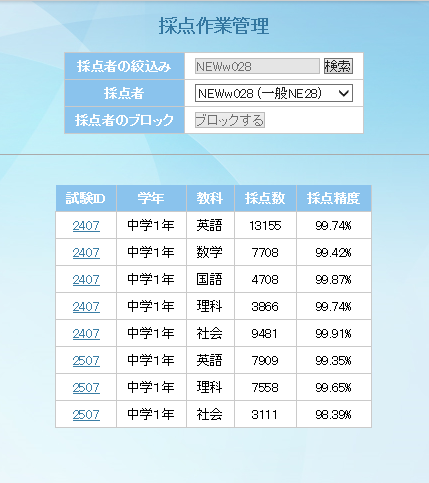 採点作業管理
採点者の絞込み NEWw028 検索
採点者 NEWw028 (一般NE28)
採点者のブロック ブロックする
試験ID 学年 教科 採点数 採点精度
2407 中学1年 英語 13155 99.74%
2407 中学1年 数学 7708 99.42%
2407 中学1年 国語 4708 99.87%
2407 中学1年 理科 3866 99.74%
2407 中学1年 社会 9481 99.91%
2507 中学1年 英語 7909 99.35%
2507 中学1年 理科 7558 99.65%
2507 中学1年 社会 3111 98.39%